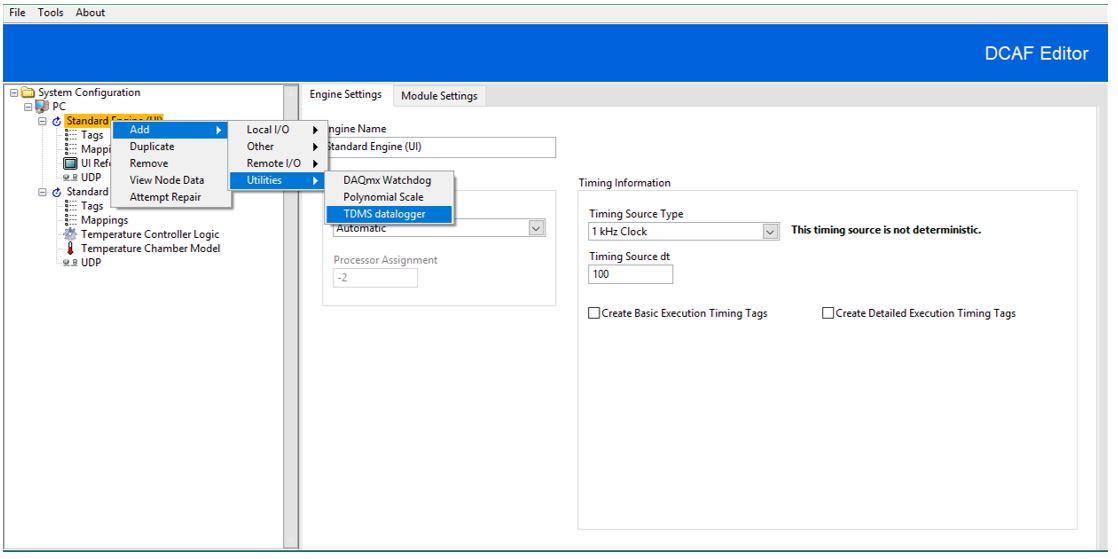 File Tools About
DCAF Editor
System Configuration
PC
Standard Engine (UI)
Tags
Mappi
UI Ref
UDP
Standard
Tags
Mappings
Temperature Controller Logic
Temperature Chamber Model
UDP
Add
Duplicate
Remove
View Node Data
Attempt Repair
Local I/O
Other
Remote I/O
Utilities
DAQmx Watchdog
Polynomial Scale
TDMS datalogger
Engine Settings
Module Settings
ngine Name
Standard Engine (UI)
Automatic
Processor Assignment
-2
Timing Information
Timing Source Type
1 kHz Clock
This timing source is not deterministic.
Timing Source dt
100
Create Basic Execution Timing Tags
Create Detailed Execution Timing Tags